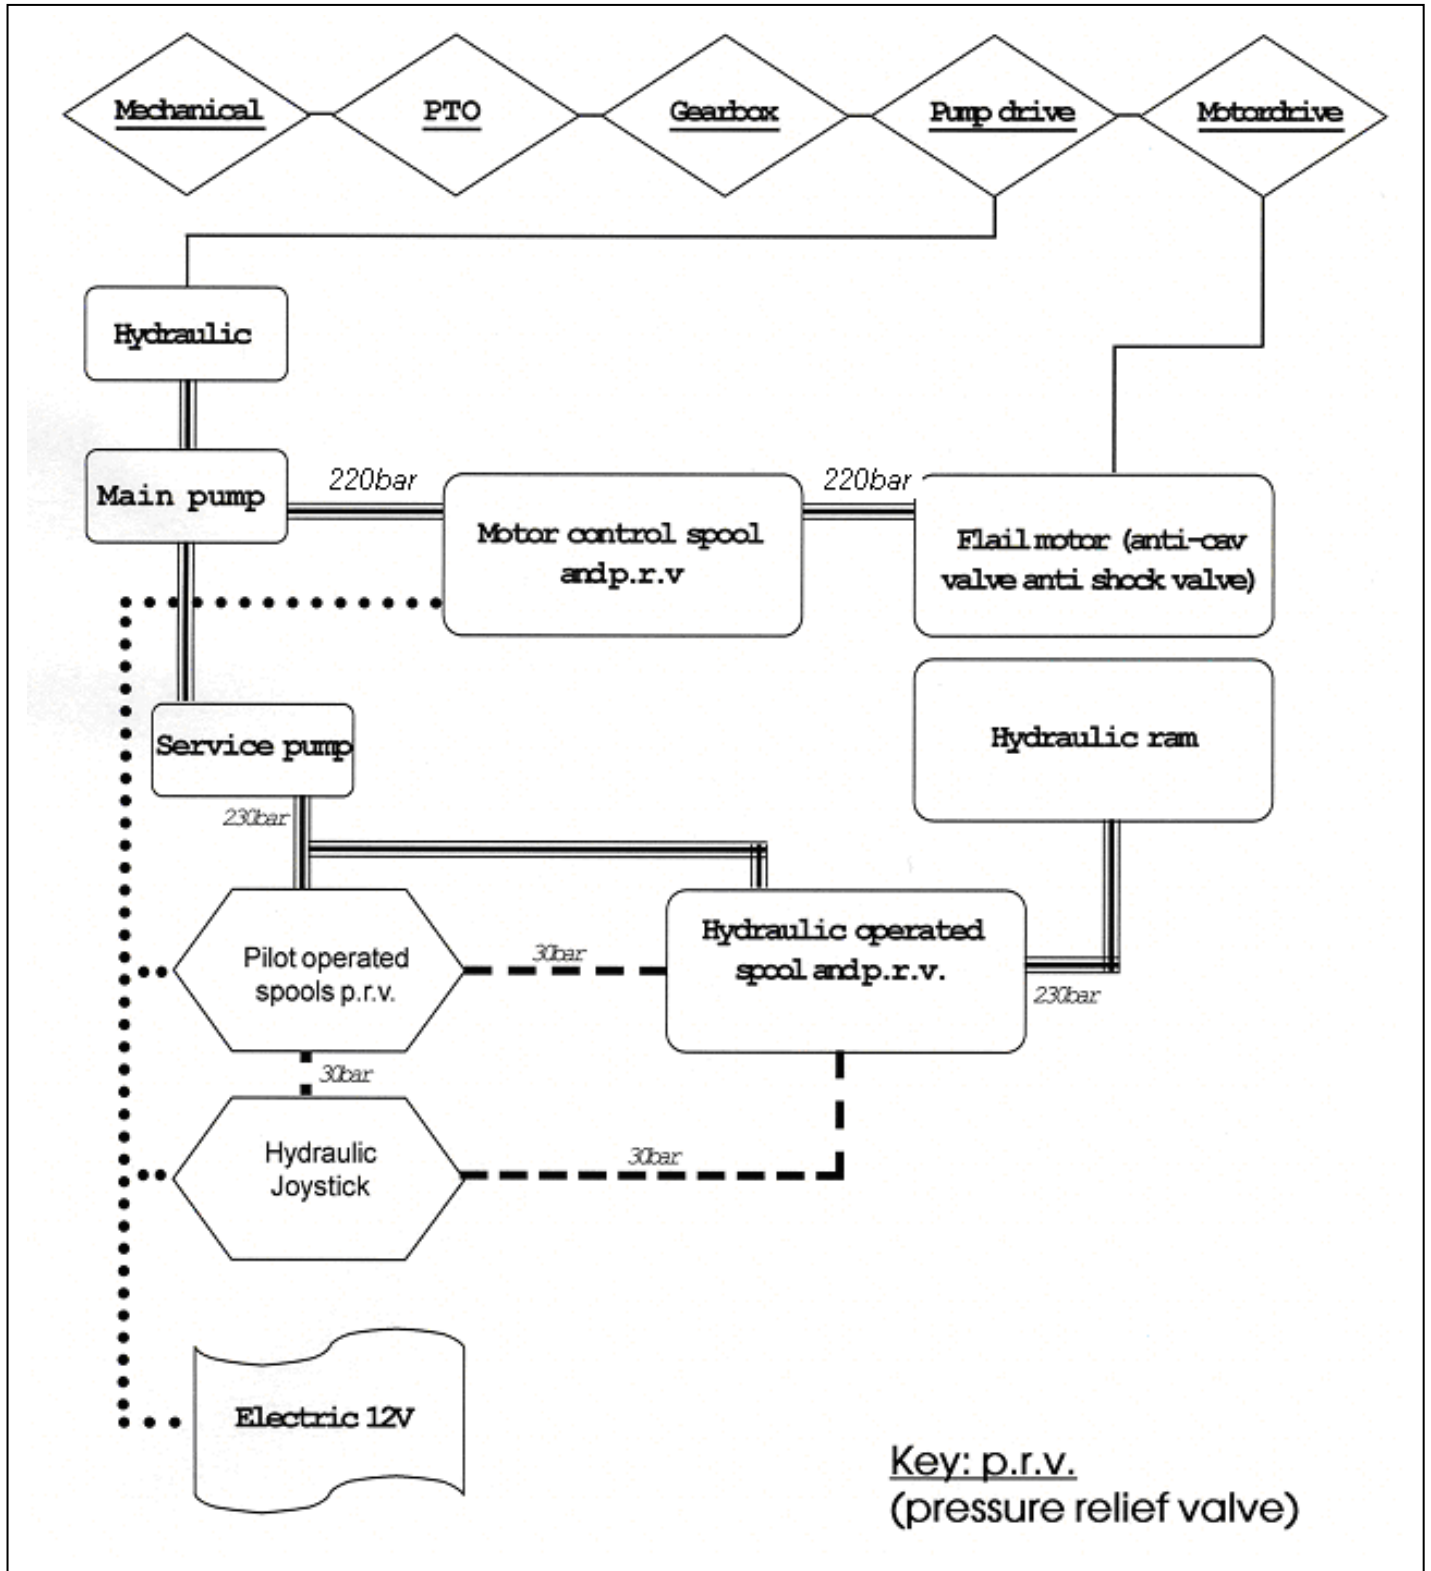 Mechanical
PTO
Gearbox
Pump drive
Motordrive
Hydraulic
Main pump
220bar
Motor control spool
and p.r.v
220bar
Flail motor (anti-cav
valve anti shock valve)
Hydraulic ram
Service pump
230bar
Pilot operated
spools p.r.v.
30bar
Hydraulic operated
spool and p.r.v.
230bar
30bar
Hydraulic
Joystick
30bar
Electric 12V
Key: p.r.v.
(pressure relief valve)